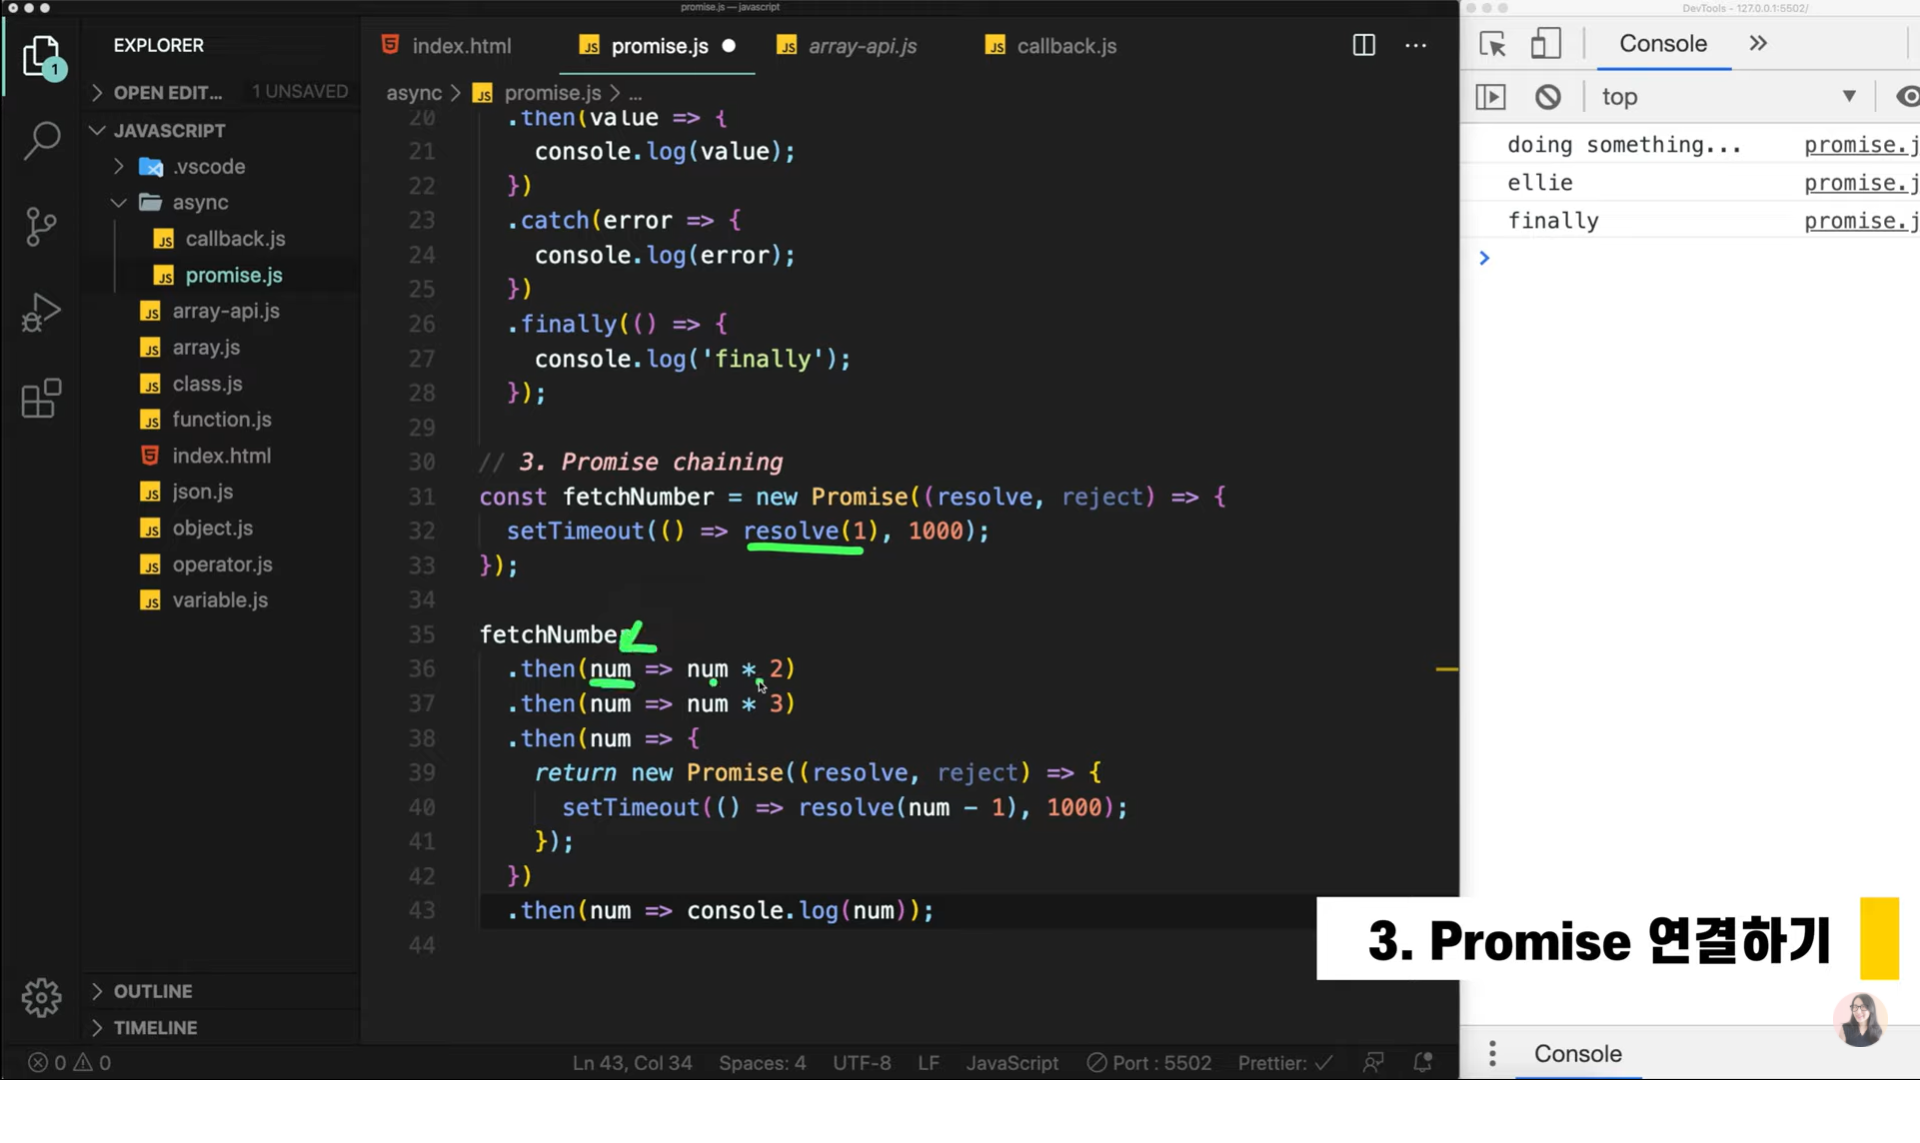 promise.js — javascript
EXPLORER
OPEN EDIT... 1 UNSAVED
JAVASCRIPT
.vscode
async
callback.js
promise.js
array-api.js
array.js
class.js
function.js
index.html
json.js
object.js
operator.js
variable.js
OUTLINE
TIMELINE
1
index.html
promise.js
array-api.js
callback.js
async > promise.js > ...
20 .then(value => {
21 console.log(value);
22 })
23 .catch(error => {
24 console.log(error);
25 })
26 .finally(() => {
27 console.log('finally');
28 });
29
30 // 3. Promise chaining
31 const fetchNumber = new Promise((resolve, reject) => {
32 setTimeout(() => resolve(1), 1000);
33 });
34
35 fetchNumber
36 .then(num => num * 2)
37 .then(num => num * 3)
38 .then(num => {
39 return new Promise((resolve, reject) => {
40 setTimeout(() => resolve(num - 1), 1000);
41 });
42 })
43 .then(num => console.log(num));
44
0 0 Ln 43, Col 34 Spaces: 4 UTF-8 LF JavaScript Port : 5502 Prettier: ✓
DevTools - 127.0.0.1:5502/
Console
top
doing something... promise.j
ellie promise.j
finally promise.j
3. Promise 연결하기
Console